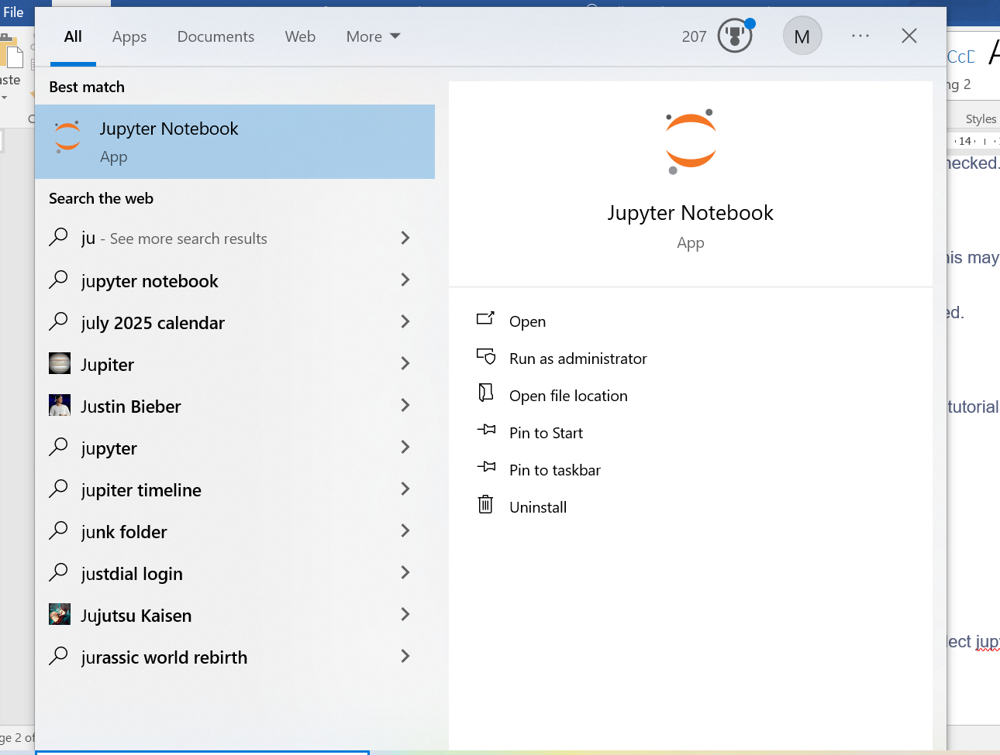 File
All Apps Documents Web More 207 M
Best match
Jupyter Notebook
App
Search the web
ju - See more search results
jupyter notebook
july 2025 calendar
Jupiter
Justin Bieber
jupyter
jupiter timeline
junk folder
justdial login
Jujutsu Kaisen
jurassic world rebirth
Jupyter Notebook
App
Open
Run as administrator
Open file location
Pin to Start
Pin to taskbar
Uninstall
aste
CcD
ng 2
Styles
14
hecked.
his may
ed.
tutorial
lect jup
ge 2 of